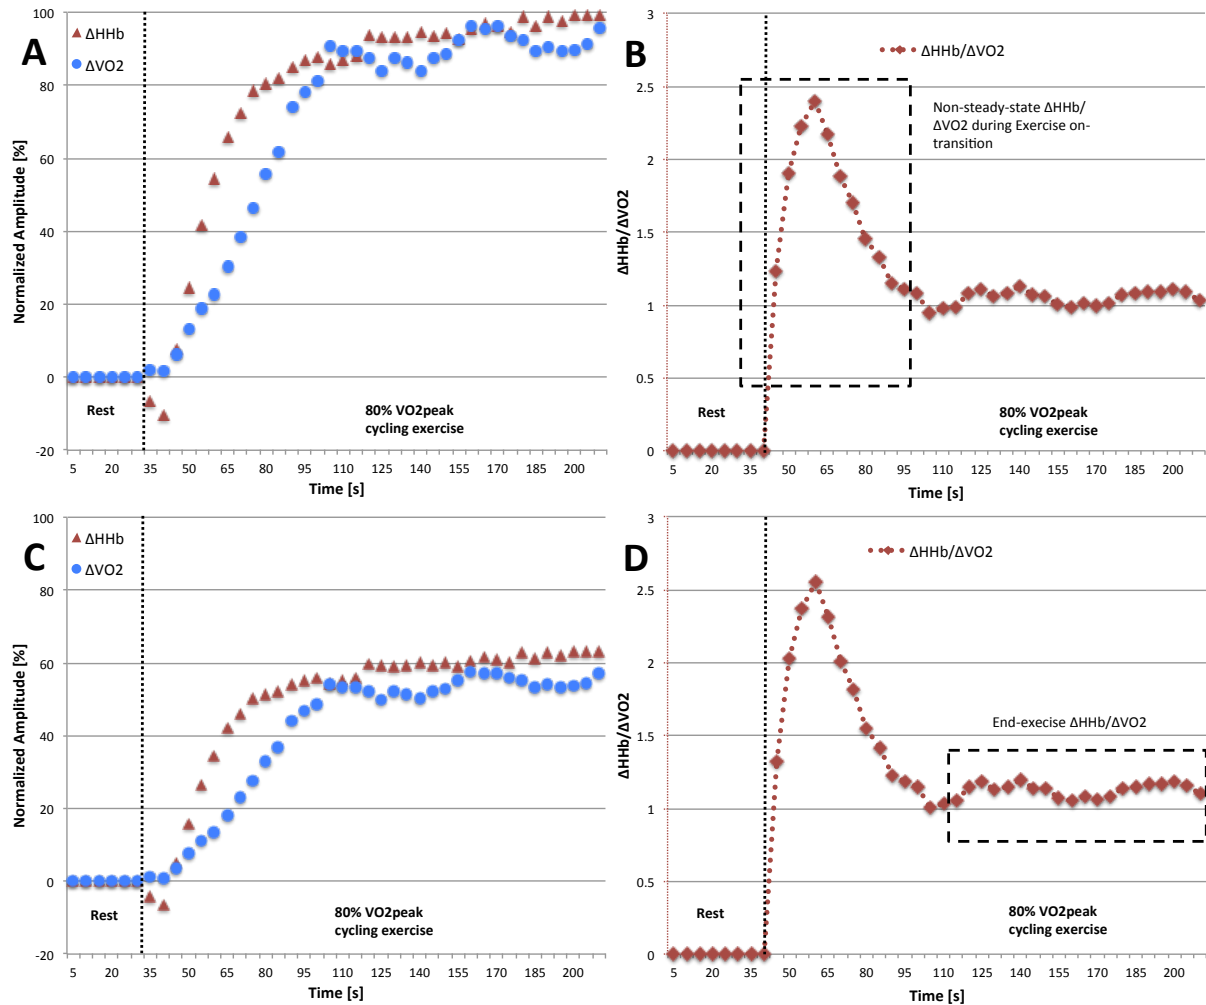 A
ΔHHb
ΔVO2
100
80
60
40
20
0
-20
Normalized Amplitude [%]
Rest
80% VO2peak
cycling exercise
5 20 35 50 65 80 95 110 125 140 155 170 185 200
Time [s]
B
ΔHHb/ΔVO2
3
2.5
2
1.5
1
0.5
0
ΔHHb/ΔVO2
Non-steady-state ΔHHb/
ΔVO2 during Exercise on-
transition
Rest
80% VO2peak
cycling exercise
5 20 35 50 65 80 95 110 125 140 155 170 185 200
Time [s]
C
ΔHHb
ΔVO2
100
80
60
40
20
0
-20
Normalized Amplitude [%]
Rest
80% VO2peak
cycling exercise
5 20 35 50 65 80 95 110 125 140 155 170 185 200
Time [s]
D
ΔHHb/ΔVO2
3
2.5
2
1.5
1
0.5
0
ΔHHb/ΔVO2
End-execise ΔHHb/ΔVO2
Rest
80% VO2peak
cycling exercise
5 20 35 50 65 80 95 110 125 140 155 170 185 200
Time [s]